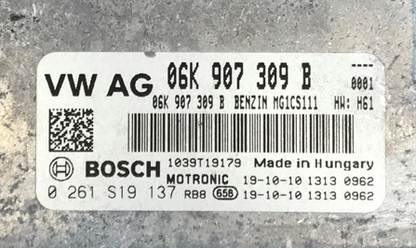 VW AG 06K 907 309 B ----
0001
06K 907 309 B BENZIN MG1CS111 HW: H61
BOSCH 1039T19179 Made in Hungary
MOTRONIC 19-10-10 1313 0962
0 261 S19 137 RB8 658 19-10-10 1313 0962